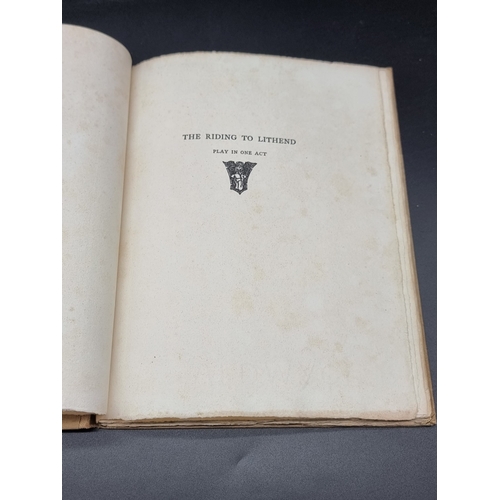 THE RIDING TO LITHEND
PLAY IN ONE ACT